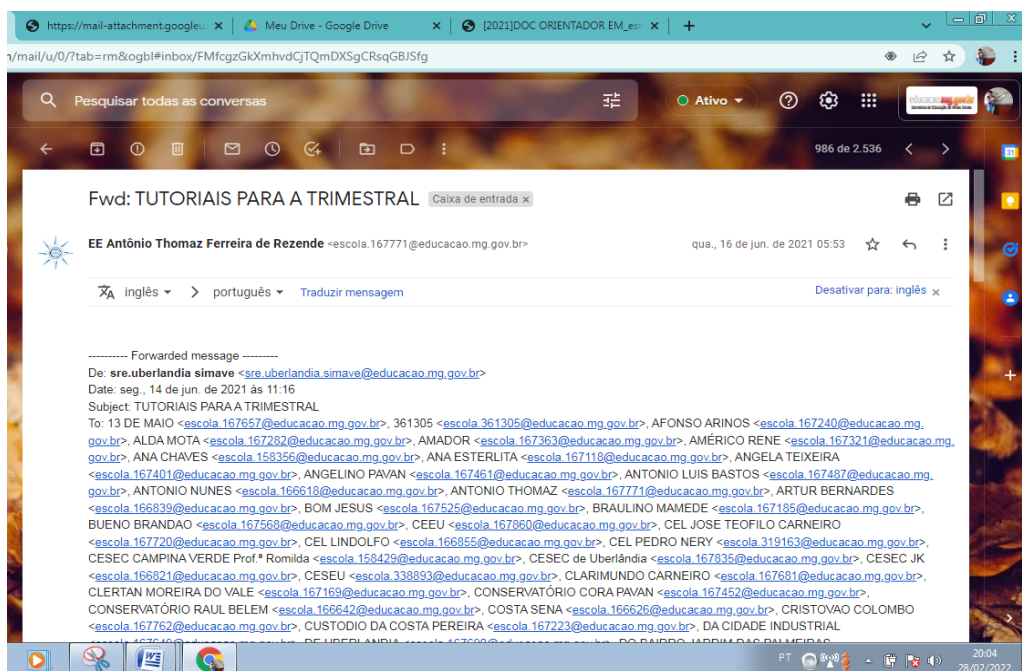 https://mail-attachment.googleu
Meu Drive - Google Drive
[2021]DOC ORIENTADOR EM_est
n/mail/u/0/?tab=rm&ogbl#inbox/FMfcgzGkXmhvdCjTQmDXSgCRsqGBJSfg
Pesquisar todas as conversas
Ativo
986 de 2.536
Fwd: TUTORIAIS PARA A TRIMESTRAL Caixa de entrada x
EE Antônio Thomaz Ferreira de Rezende <escola.167771@educacao.mg.gov.br> qua., 16 de jun. de 2021 05:53
inglês > português Traduzir mensagem Desativar para: inglês x
---------- Forwarded message ---------
De: sre.uberlandia simave <sre.uberlandia.simave@educacao.mg.gov.br>
Date: seg., 14 de jun. de 2021 às 11:16
Subject: TUTORIAIS PARA A TRIMESTRAL
To: 13 DE MAIO <escola.167657@educacao.mg.gov.br>, 361305 <escola.361305@educacao.mg.gov.br>, AFONSO ARINOS <escola.167240@educacao.mg.
gov.br>, ALDA MOTA <escola.167282@educacao.mg.gov.br>, AMADOR <escola.167363@educacao.mg.gov.br>, AMÉRICO RENE <escola.167321@educacao.mg.
gov.br>, ANA CHAVES <escola.158356@educacao.mg.gov.br>, ANA ESTERLITA <escola.167118@educacao.mg.gov.br>, ANGELA TEIXEIRA
<escola.167401@educacao.mg.gov.br>, ANGELINO PAVAN <escola.167461@educacao.mg.gov.br>, ANTONIO LUIS BASTOS <escola.167487@educacao.mg.
gov.br>, ANTONIO NUNES <escola.166618@educacao.mg.gov.br>, ANTONIO THOMAZ <escola.167771@educacao.mg.gov.br>, ARTUR BERNARDES
<escola.166839@educacao.mg.gov.br>, BOM JESUS <escola.167525@educacao.mg.gov.br>, BRAULINO MAMEDE <escola.167185@educacao.mg.gov.br>,
BUENO BRANDAO <escola.167568@educacao.mg.gov.br>, CEEU <escola.167860@educacao.mg.gov.br>, CEL JOSE TEOFILO CARNEIRO
<escola.167720@educacao.mg.gov.br>, CEL LINDOLFO <escola.166855@educacao.mg.gov.br>, CEL PEDRO NERY <escola.319163@educacao.mg.gov.br>,
CESEC CAMPINA VERDE Prof.ª Romilda <escola.158429@educacao.mg.gov.br>, CESEC de Uberlândia <escola.167835@educacao.mg.gov.br>, CESEC JK
<escola.166821@educacao.mg.gov.br>, CESEU <escola.338893@educacao.mg.gov.br>, CLARIMUNDO CARNEIRO <escola.167681@educacao.mg.gov.br>,
CLERTAN MOREIRA DO VALE <escola.167169@educacao.mg.gov.br>, CONSERVATÓRIO CORA PAVAN <escola.167452@educacao.mg.gov.br>,
CONSERVATÓRIO RAUL BELEM <escola.166642@educacao.mg.gov.br>, COSTA SENA <escola.166626@educacao.mg.gov.br>, CRISTOVAO COLOMBO
<escola.167762@educacao.mg.gov.br>, CUSTODIO DA COSTA PEREIRA <escola.167223@educacao.mg.gov.br>, DA CIDADE INDUSTRIAL
PT
20:04
28/02/2022